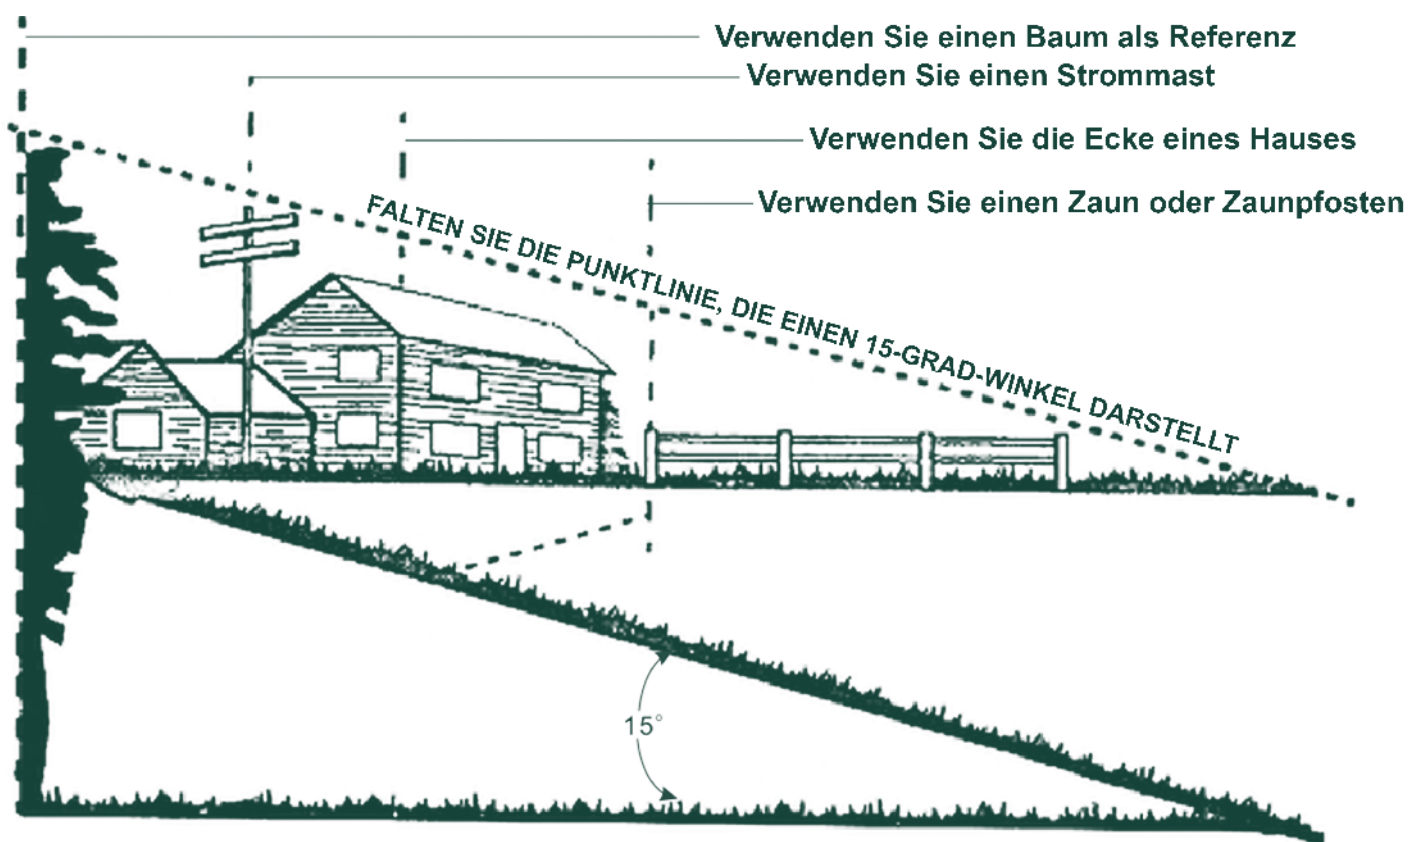 Verwenden Sie einen Baum als Referenz
Verwenden Sie einen Strommast
Verwenden Sie die Ecke eines Hauses
Verwenden Sie einen Zaun oder Zaunpfosten
FALTEN SIE DIE PUNKTLINIE, DIE EINEN 15-GRAD-WINKEL DARSTELLT
15°